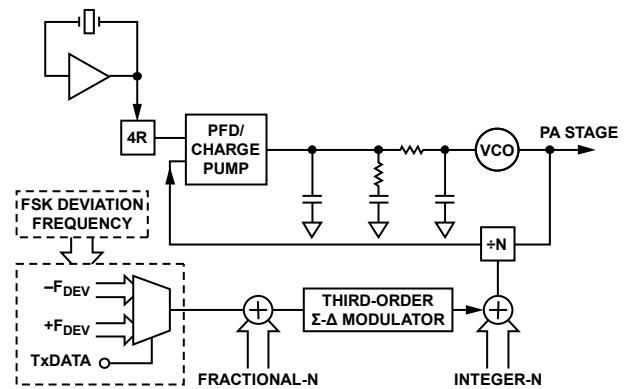 4R
PFD/
CHARGE
PUMP
VCO
PA STAGE
FSK DEVIATION
FREQUENCY
÷N
–FDEV
+FDEV
TxDATA
THIRD-ORDER
Σ-Δ MODULATOR
FRACTIONAL-N
INTEGER-N